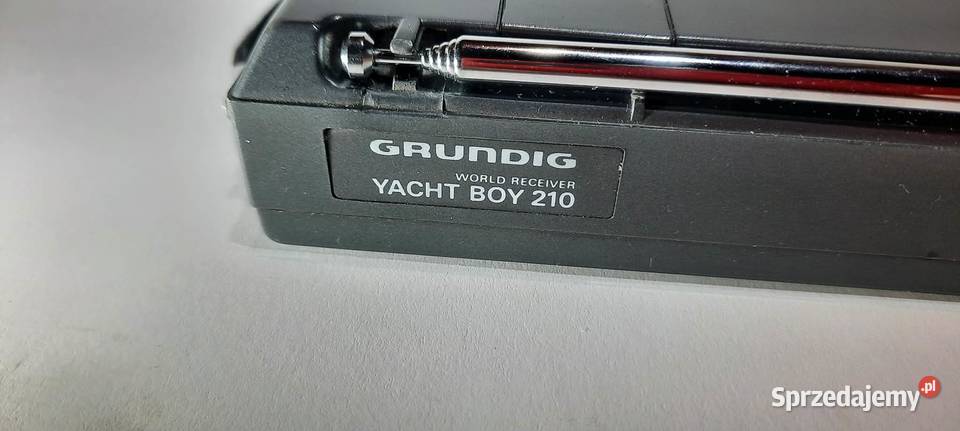 GRUNDIG
WORLD RECEIVER
YACHT BOY 210
Sprzedajemy.pl